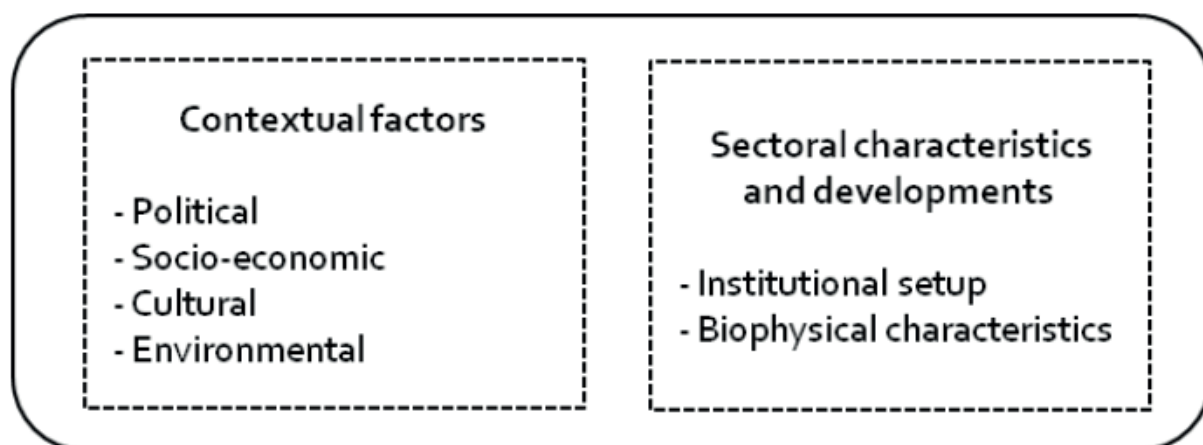 Contextual factors
- Political
- Socio-economic
- Cultural
- Environmental
Sectoral characteristics
and developments
- Institutional setup
- Biophysical characteristics